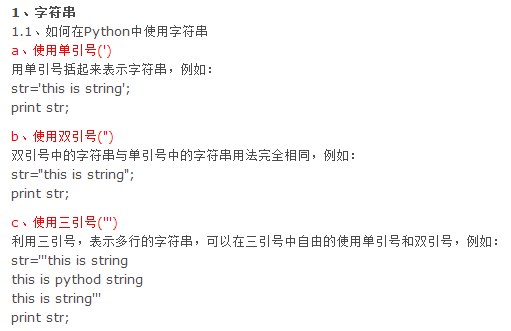 1、字符串
1.1、如何在Python中使用字符串
a、使用单引号(')
用单引号括起来表示字符串，例如：
str='this is string';
print str;
b、使用双引号(")
双引号中的字符串与单引号中的字符串用法完全相同，例如：
str="this is string";
print str;
c、使用三引号(''')
利用三引号，表示多行的字符串，可以在三引号中自由的使用单引号和双引号，例如：
str='''this is string
this is pythod string
this is string'''
print str;